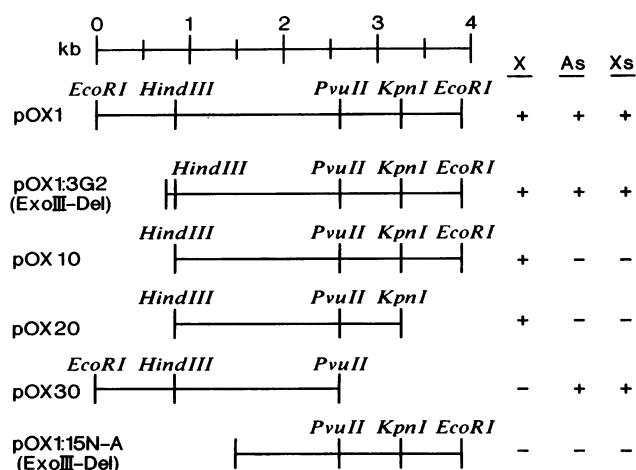 0 1 2 3 4
kb
X As Xs
EcoRI HindIII PvuII KpnI EcoRI
pOX1 + + +
HindIII PvuII KpnI EcoRI
pOX1:3G2 + + +
(ExoIII-Del)
HindIII PvuII KpnI EcoRI
pOX10 + - -
HindIII PvuII KpnI
pOX20 + - -
EcoRI HindIII PvuII
pOX30 - + +
PvuII KpnI EcoRI
pOX1:15N-A - - -
(ExoIII-Del)